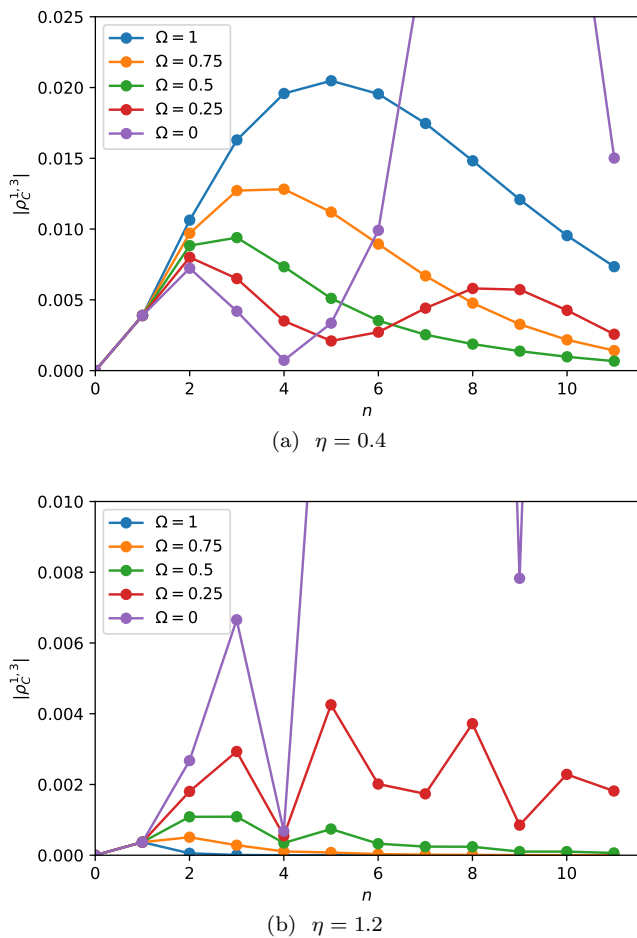 0.025
0.020
0.015
0.010
0.005
0.000
|ρ_C^{1,3}|
Ω = 1
Ω = 0.75
Ω = 0.5
Ω = 0.25
Ω = 0
0 2 4 6 8 10
n
(a) η = 0.4
0.010
0.008
0.006
0.004
0.002
0.000
|ρ_C^{1,3}|
Ω = 1
Ω = 0.75
Ω = 0.5
Ω = 0.25
Ω = 0
0 2 4 6 8 10
n
(b) η = 1.2